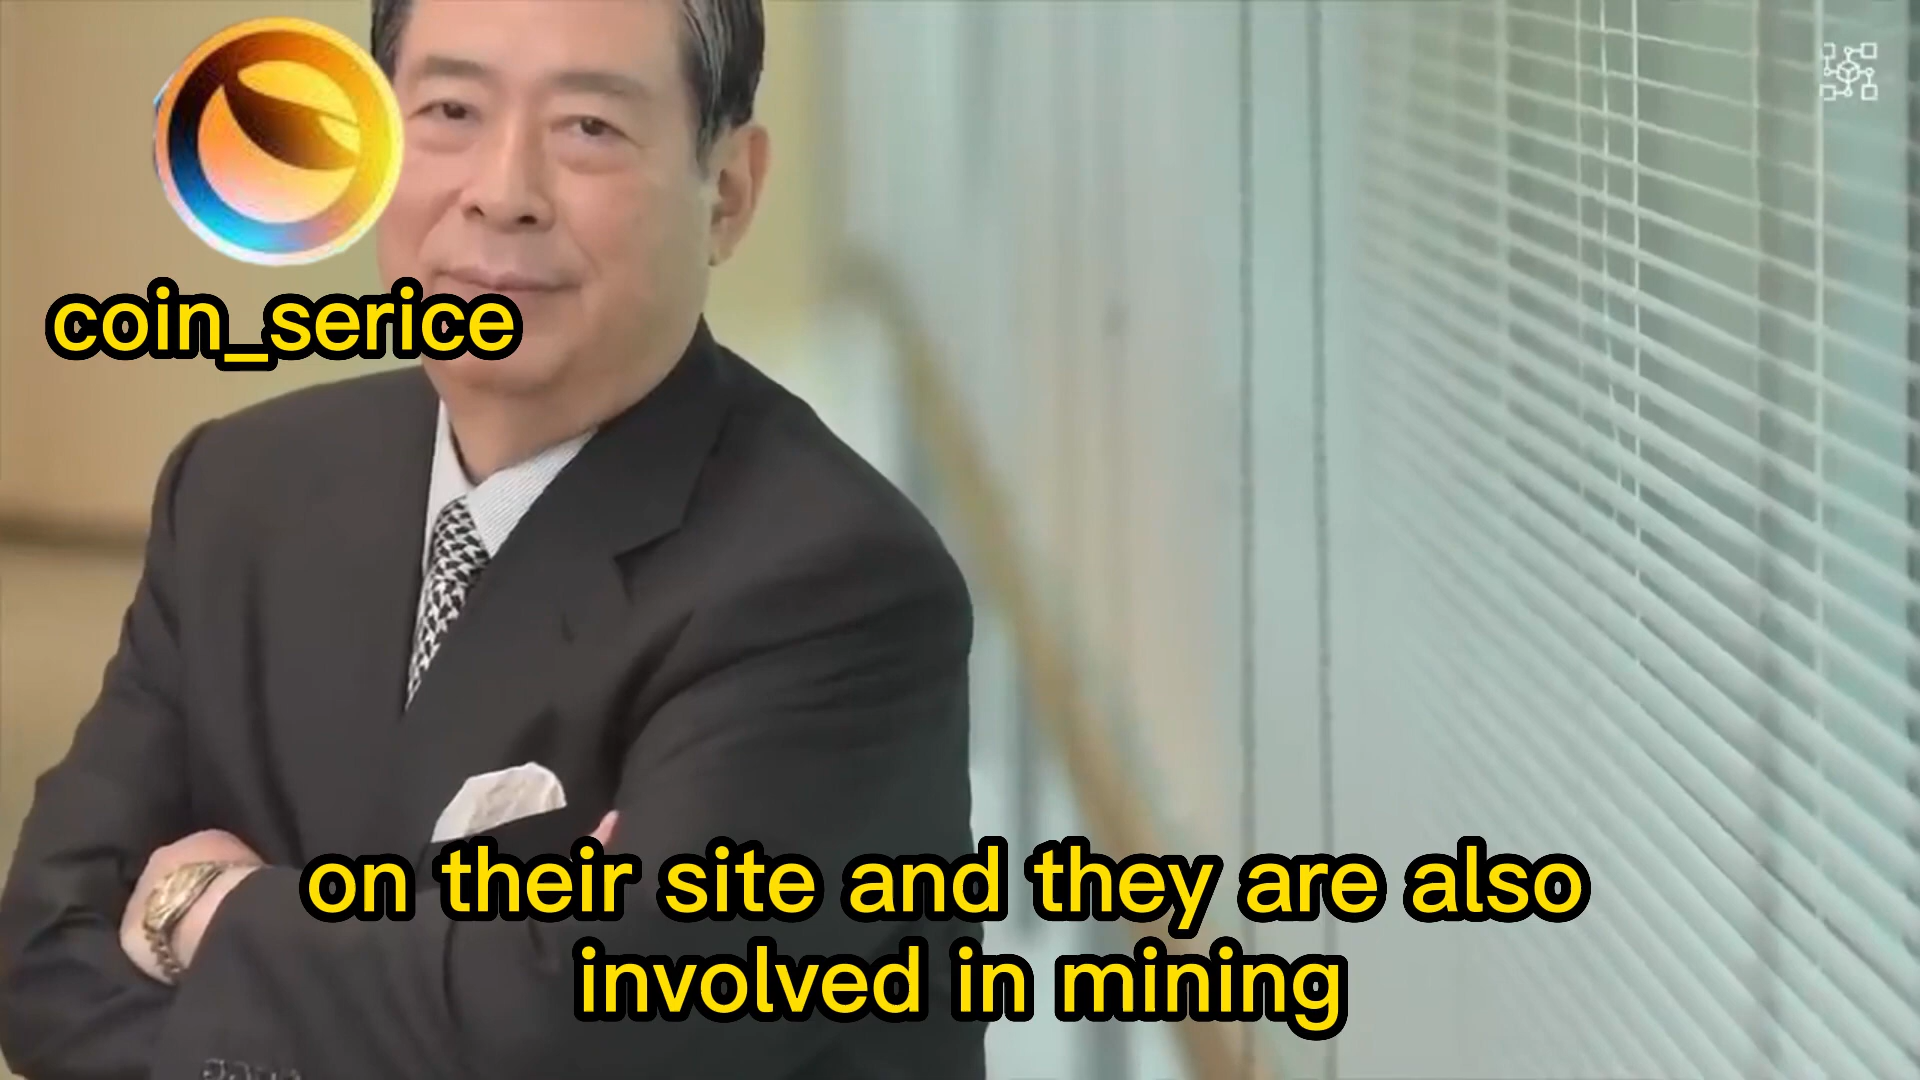 coin_serice
on their site and they are also
involved in mining